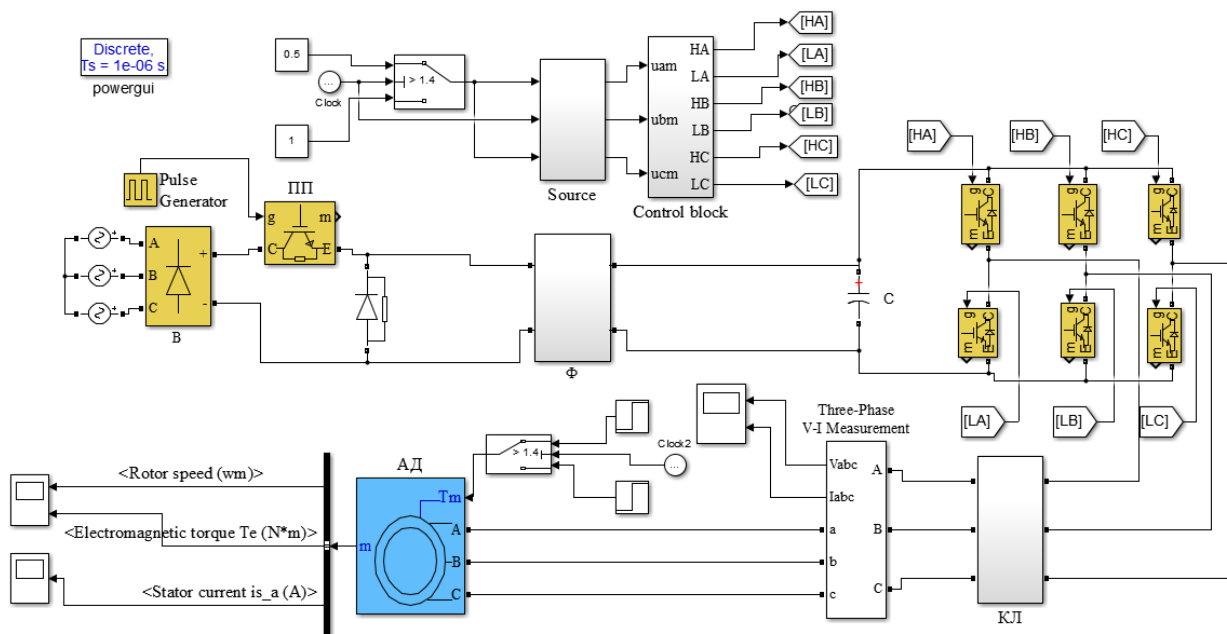 Discrete,
Ts = 1e-06 s.
powergui
0.5
> 1.4
Clock
1
Source
uam
ubm
ucm
HA
LA
HB
LB
HC
LC
Control block
[HA]
[LA]
[HB]
[LB]
[HC]
[LC]
Pulse
Generator
ПП
g
m
C
E
A
B
C
+
-
В
Ф
+
C
[HA]
[HB]
[HC]
g
C
m
E
g
C
m
E
g
C
m
E
g
C
m
E
g
C
m
E
g
C
m
E
[LA]
[LB]
[LC]
<Rotor speed (wm)>
<Electromagnetic torque Te (N*m)>
<Stator current is_a (A)>
АД
Tm
m
A
B
C
> 1.4
Clock2
Three-Phase
V-I Measurement
Vabc
Iabc
a
b
c
A
B
C
КЛ